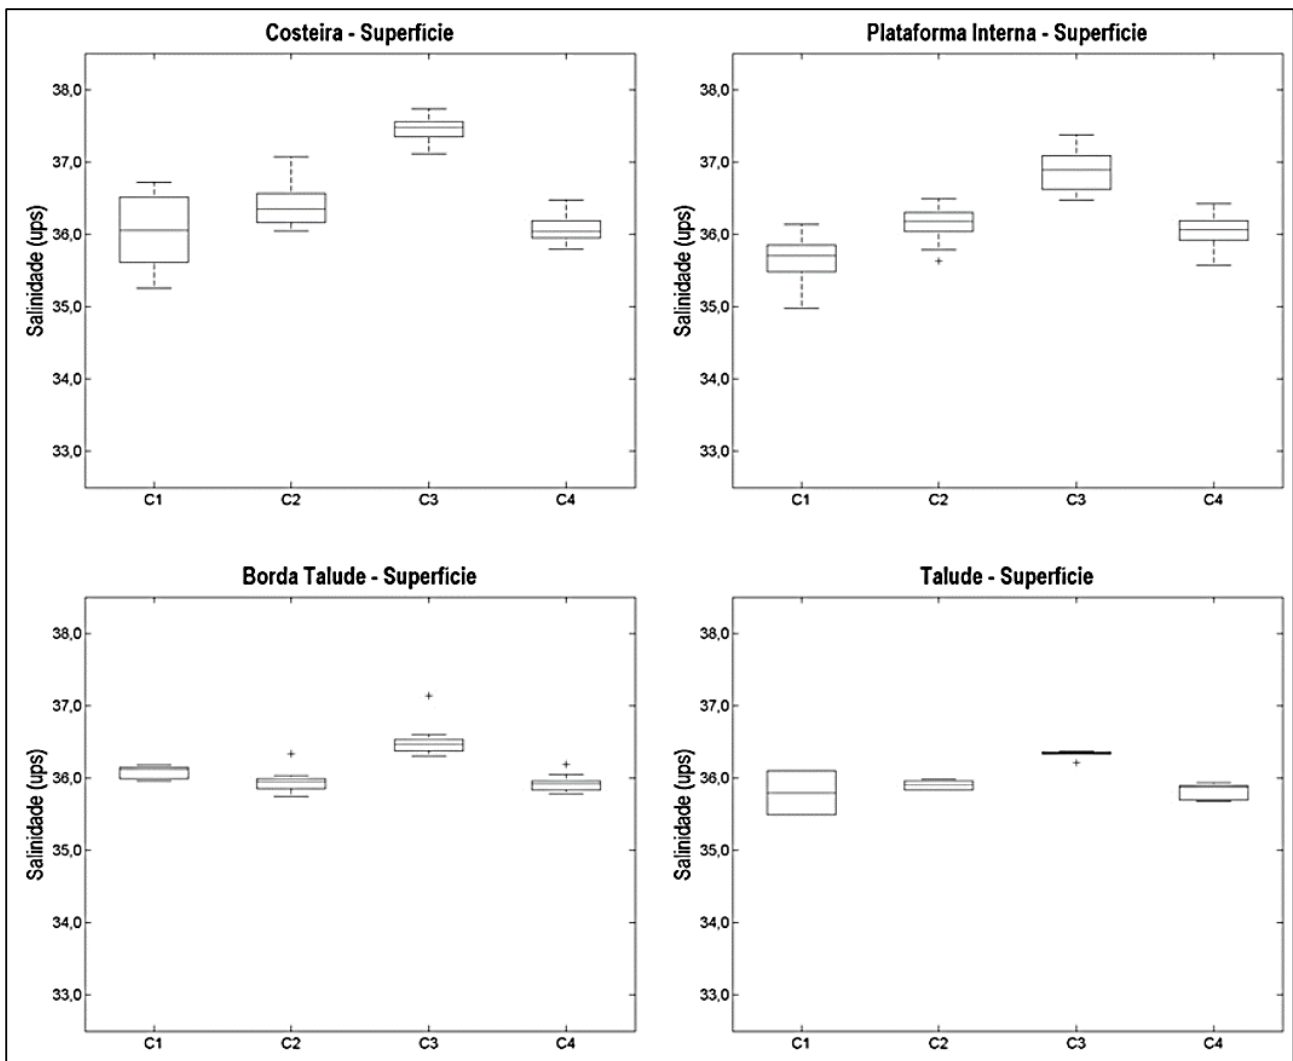 Costeira - Superfície
Salinidade (ups)
38,0
37,0
36,0
35,0
34,0
33,0
C1 C2 C3 C4
Plataforma Interna - Superfície
Salinidade (ups)
38,0
37,0
36,0
35,0
34,0
33,0
C1 C2 C3 C4
Borda Talude - Superfície
Salinidade (ups)
38,0
37,0
36,0
35,0
34,0
33,0
C1 C2 C3 C4
Talude - Superfície
Salinidade (ups)
38,0
37,0
36,0
35,0
34,0
33,0
C1 C2 C3 C4